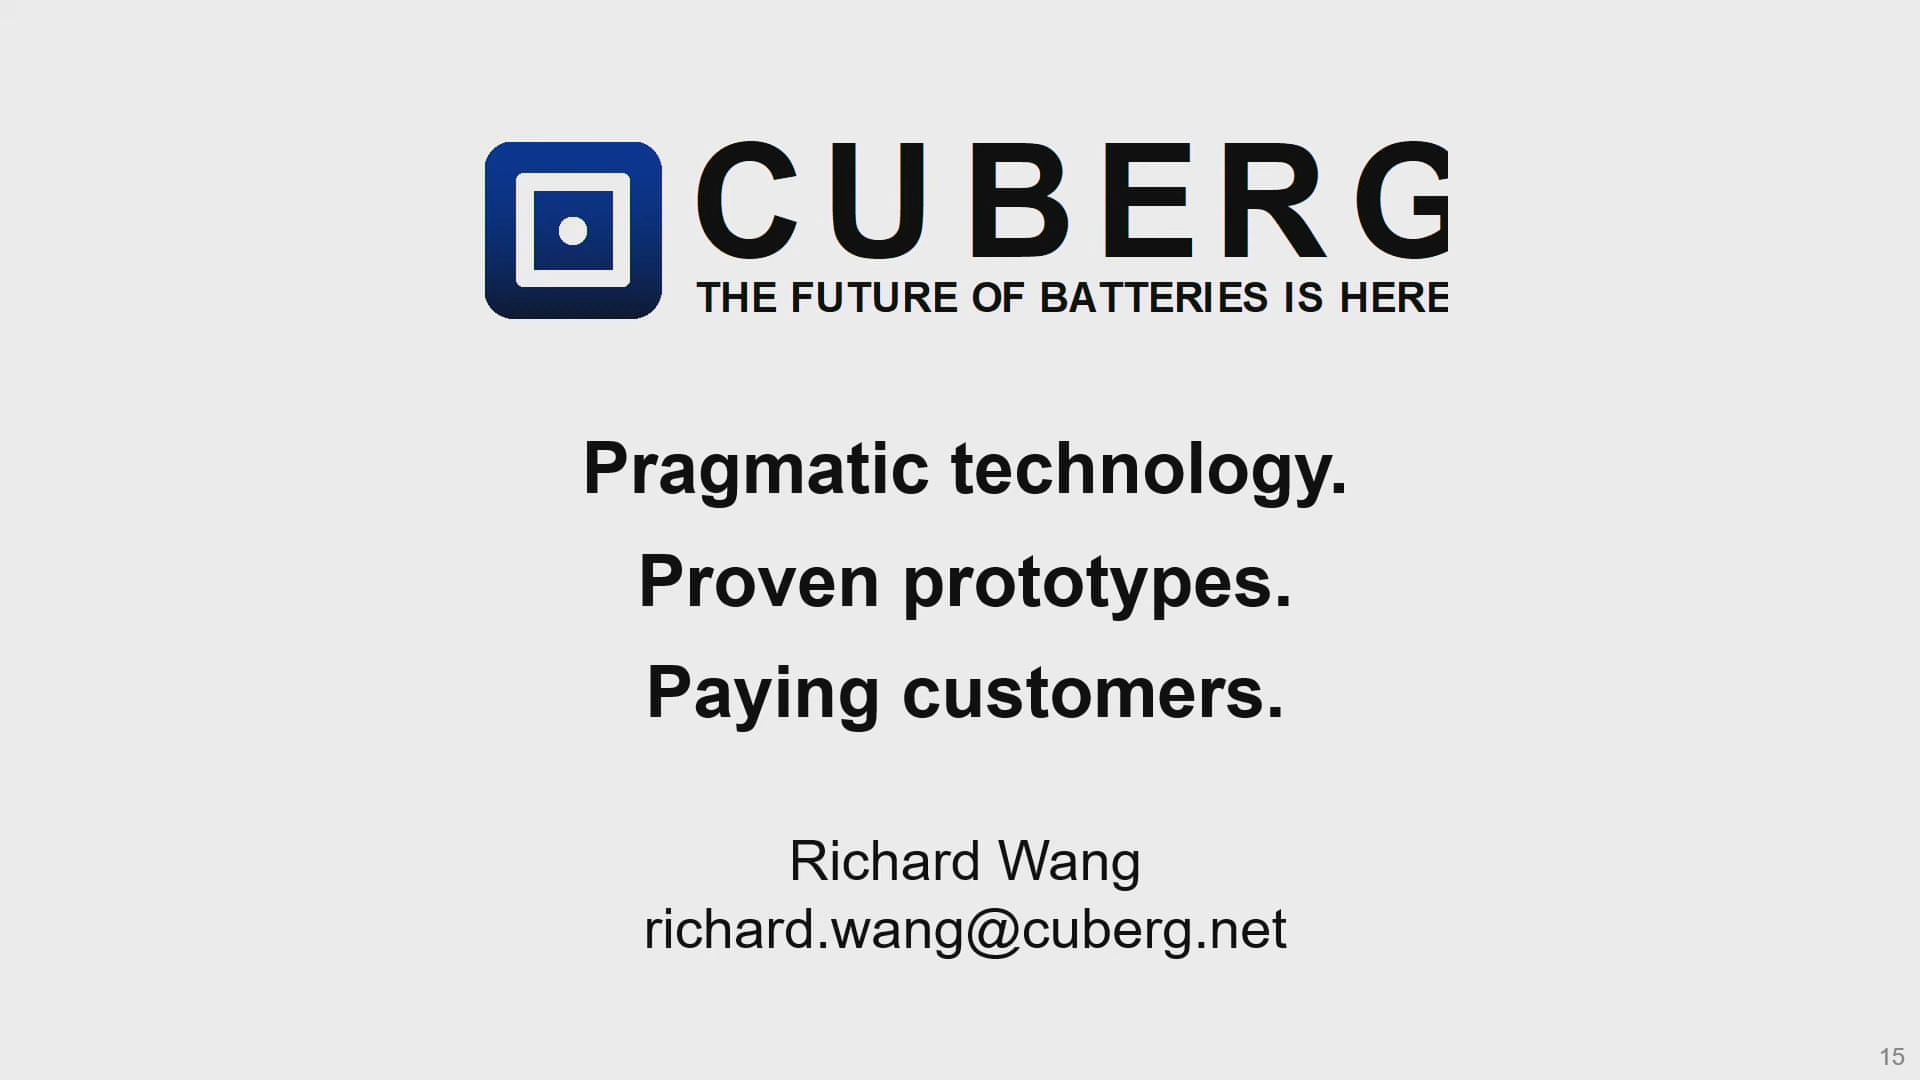 CUBERG
THE FUTURE OF BATTERIES IS HERE
Pragmatic technology.
Proven prototypes.
Paying customers.
Richard Wang
richard.wang@cuberg.net
15